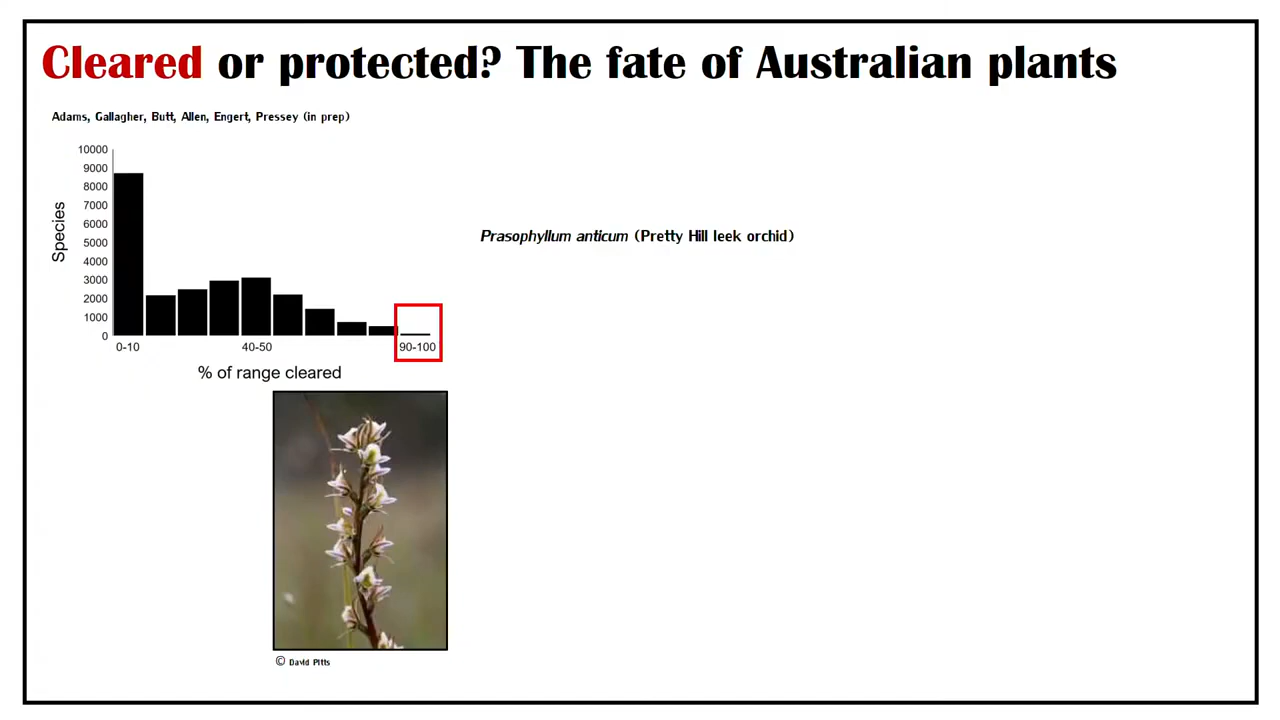 Cleared or protected? The fate of Australian plants
Adams, Gallagher, Butt, Allen, Engert, Pressey (in prep)
10000
9000
8000
7000
6000
5000
4000
3000
2000
1000
0
Species
0-10
40-50
90-100
% of range cleared
Prasophyllum anticum (Pretty Hill leek orchid)
© David Pitts